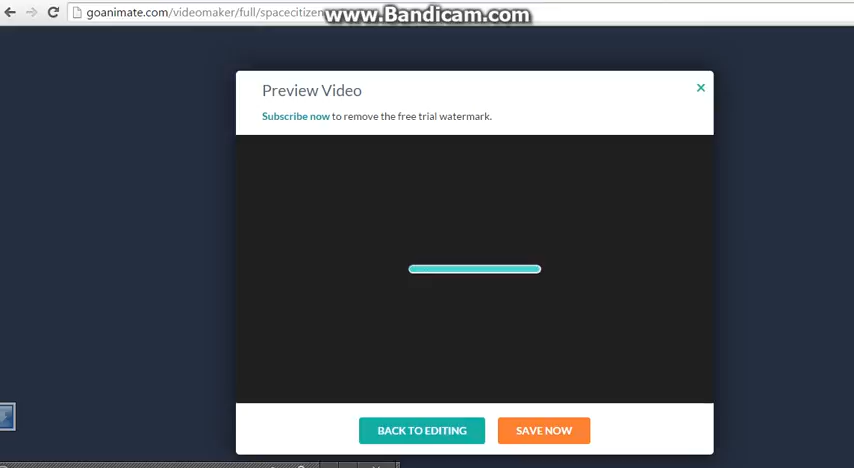 goanimate.com/videomaker/full/spacecitizen
www.Bandicam.com
Preview Video
×
Subscribe now to remove the free trial watermark.
BACK TO EDITING
SAVE NOW